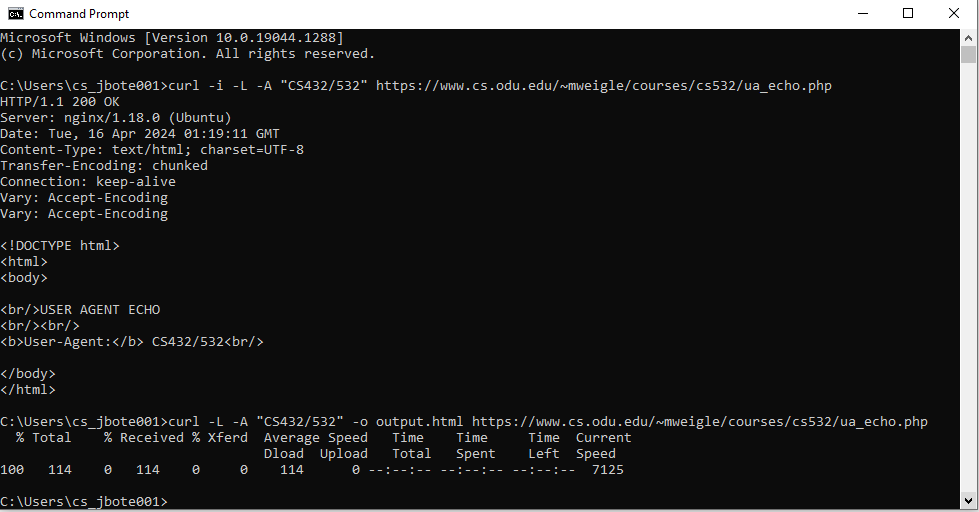 Command Prompt
Microsoft Windows [Version 10.0.19044.1288]
(c) Microsoft Corporation. All rights reserved.
C:\Users\cs_jbote001>curl -i -L -A "CS432/532" https://www.cs.odu.edu/~mweigle/courses/cs532/ua_echo.php
HTTP/1.1 200 OK
Server: nginx/1.18.0 (Ubuntu)
Date: Tue, 16 Apr 2024 01:19:11 GMT
Content-Type: text/html; charset=UTF-8
Transfer-Encoding: chunked
Connection: keep-alive
Vary: Accept-Encoding
Vary: Accept-Encoding
<!DOCTYPE html>
<html>
<body>
<br/>USER AGENT ECHO
<br/><br/>
<b>User-Agent:</b> CS432/532<br/>
</body>
</html>
C:\Users\cs_jbote001>curl -L -A "CS432/532" -o output.html https://www.cs.odu.edu/~mweigle/courses/cs532/ua_echo.php
  % Total    % Received % Xferd  Average Speed   Time    Time     Time  Current
                                 Dload  Upload   Total   Spent    Left  Speed
100   114    0   114    0     0    114      0 --:--:-- --:--:-- --:--:--  7125
C:\Users\cs_jbote001>